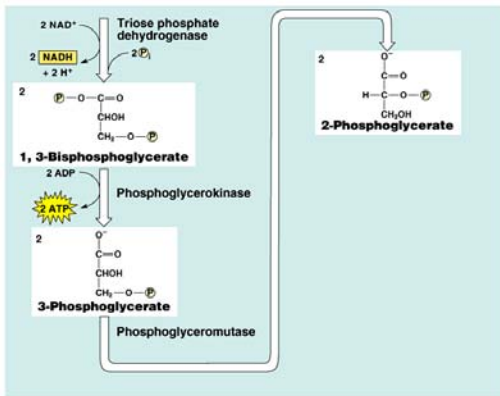 2 NAD⁺
Triose phosphate
dehydrogenase
2 NADH
+ 2 H⁺
2 Pᵢ
2
P – O – C = O
CHOH
CH₂ – O – P
1, 3-Bisphosphoglycerate
2 ADP
Phosphoglycerokinase
2 ATP
2
O⁻
C = O
CHOH
CH₂ – O – P
3-Phosphoglycerate
Phosphoglyceromutase
2
O⁻
C = O
H – C – O – P
CH₂OH
2-Phosphoglycerate